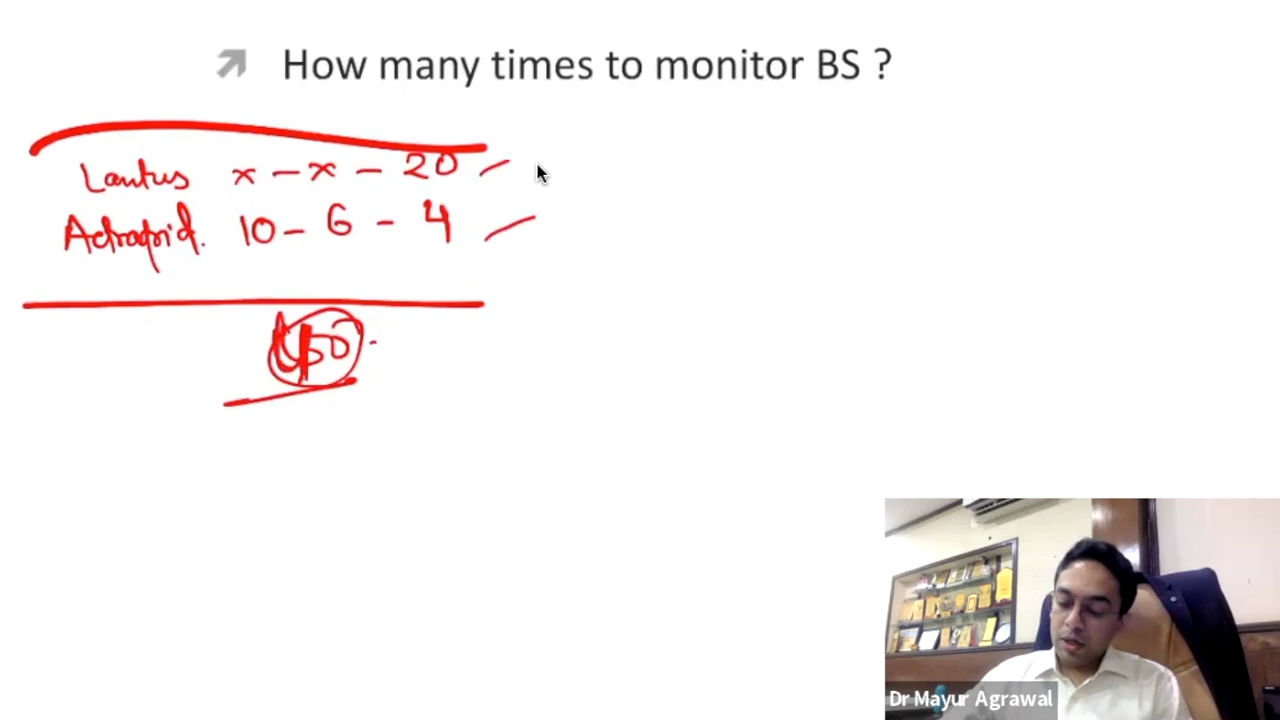 How many times to monitor BS ?
Lantus x - x - 20
Actrapid. 10 - 6 - 4
Dr Mayur Agrawal